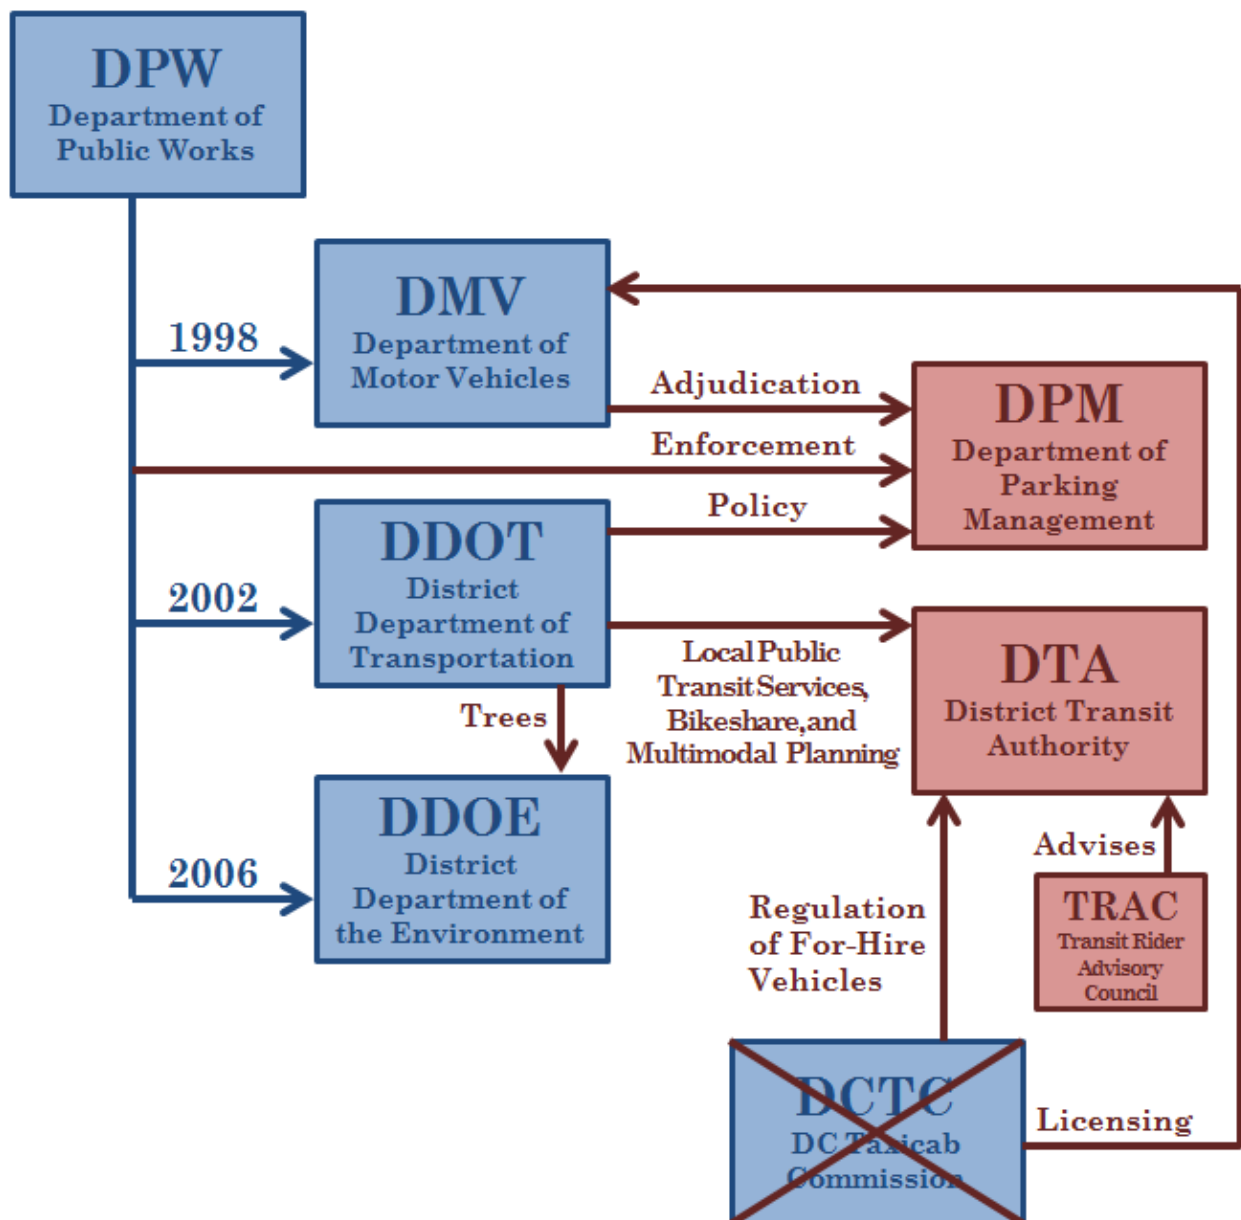 DPW
Department of
Public Works
DMV
Department of
Motor Vehicles
1998
Adjudication
DPM
Department of
Parking
Management
Enforcement
Policy
DDOT
District
Department of
Transportation
2002
Local Public
Transit Services,
Bikeshare, and
Multimodal Planning
DTA
District Transit
Authority
Trees
DDOE
District
Department of
the Environment
2006
Advises
TRAC
Transit Rider
Advisory
Council
Regulation
of For-Hire
Vehicles
DCTC
DC Taxicab
Commission
Licensing